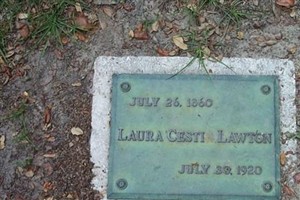 JULY 26, 1860
LAURA CESTI LAWTON
JULY 30, 1920